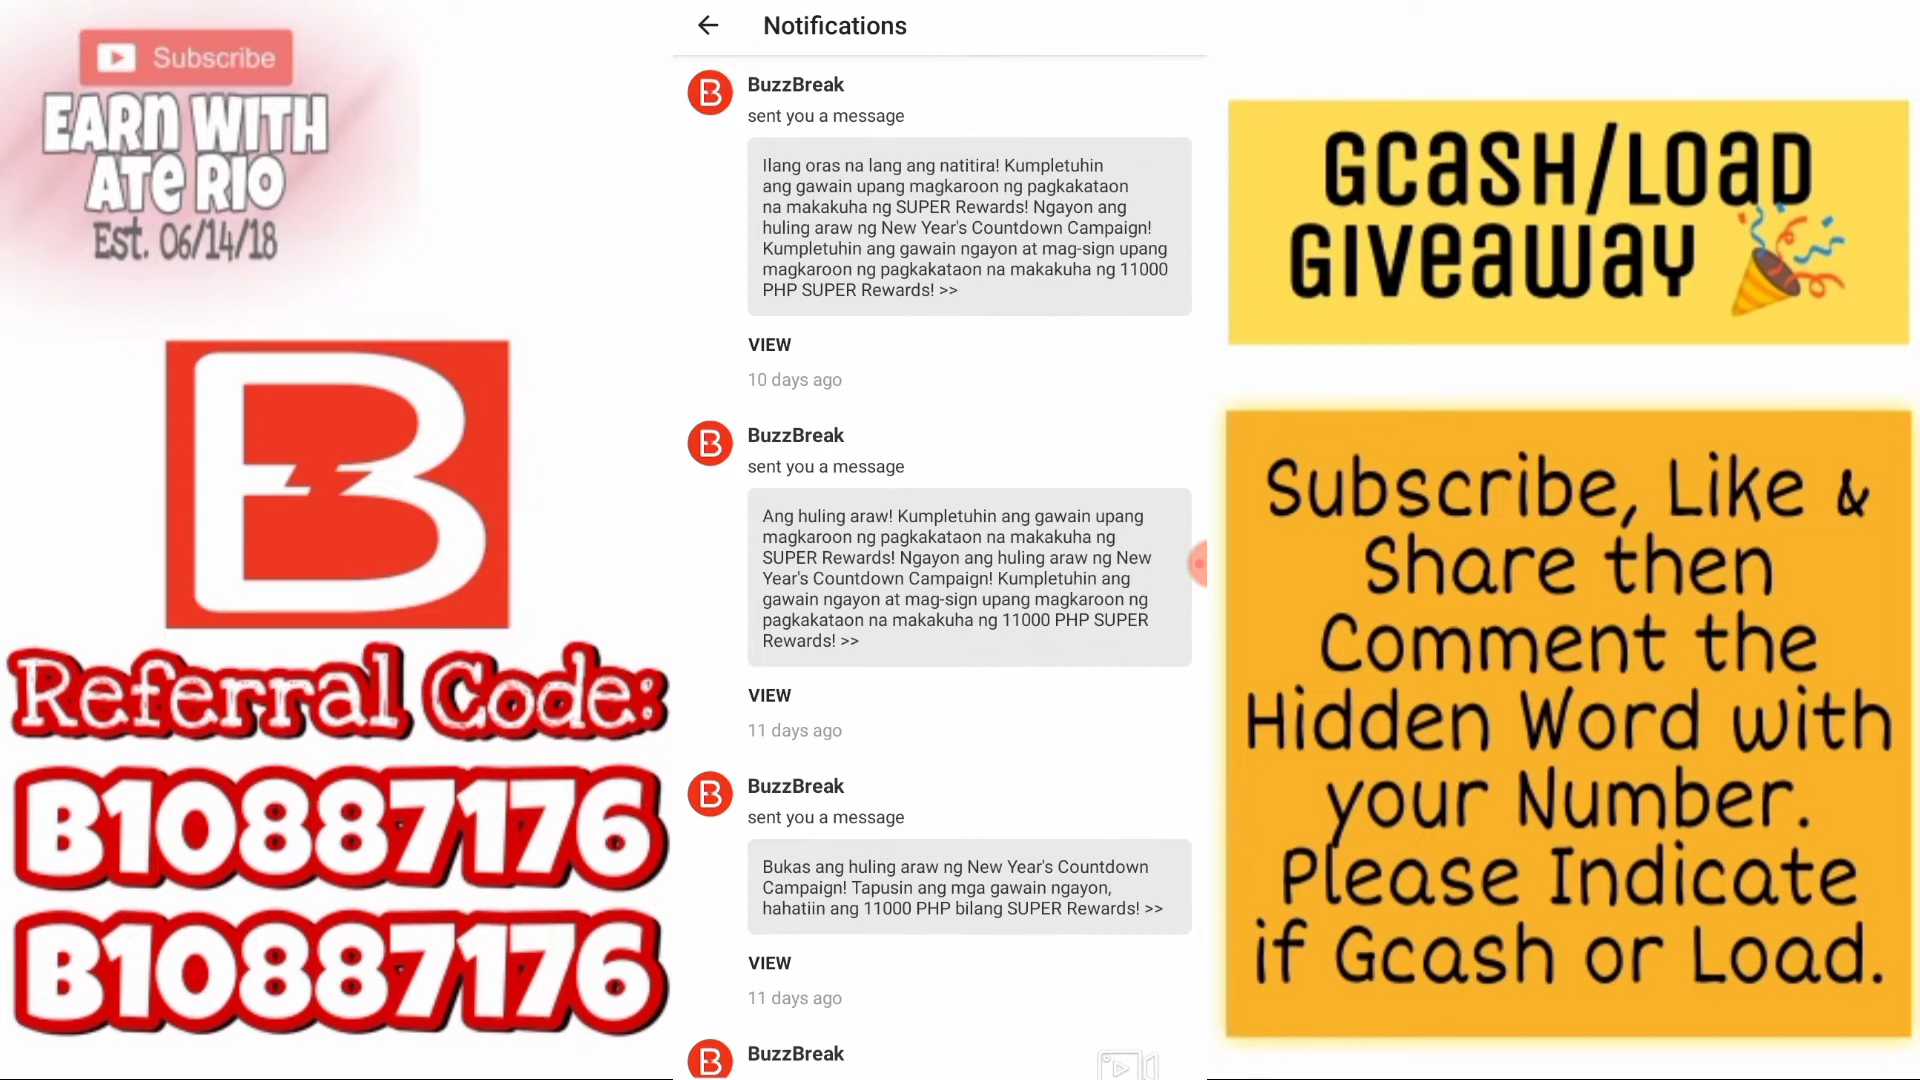 Subscribe
EARN WITH
ATE RIO
Est. 06/14/18
B
Referral Code:
B10887176
B10887176
Notifications
BuzzBreak
sent you a message
Ilang oras na lang ang natitira! Kumpletuhin
ang gawain upang magkaroon ng pagkakataon
na makakuha ng SUPER Rewards! Ngayon ang
huling araw ng New Year's Countdown Campaign!
Kumpletuhin ang gawain ngayon at mag-sign upang
magkaroon ng pagkakataon na makakuha ng 11000
PHP SUPER Rewards! >>
VIEW
10 days ago
BuzzBreak
sent you a message
Ang huling araw! Kumpletuhin ang gawain upang
magkaroon ng pagkakataon na makakuha ng
SUPER Rewards! Ngayon ang huling araw ng New
Year's Countdown Campaign! Kumpletuhin ang
gawain ngayon at mag-sign upang magkaroon ng
pagkakataon na makakuha ng 11000 PHP SUPER
Rewards! >>
VIEW
11 days ago
BuzzBreak
sent you a message
Bukas ang huling araw ng New Year's Countdown
Campaign! Tapusin ang mga gawain ngayon,
hahatiin ang 11000 PHP bilang SUPER Rewards! >>
VIEW
11 days ago
BuzzBreak
GCASH/LOAD
GIVEAWAY
Subscribe, Like &
Share then
Comment the
Hidden Word with
your Number.
Please Indicate
if Gcash or Load.